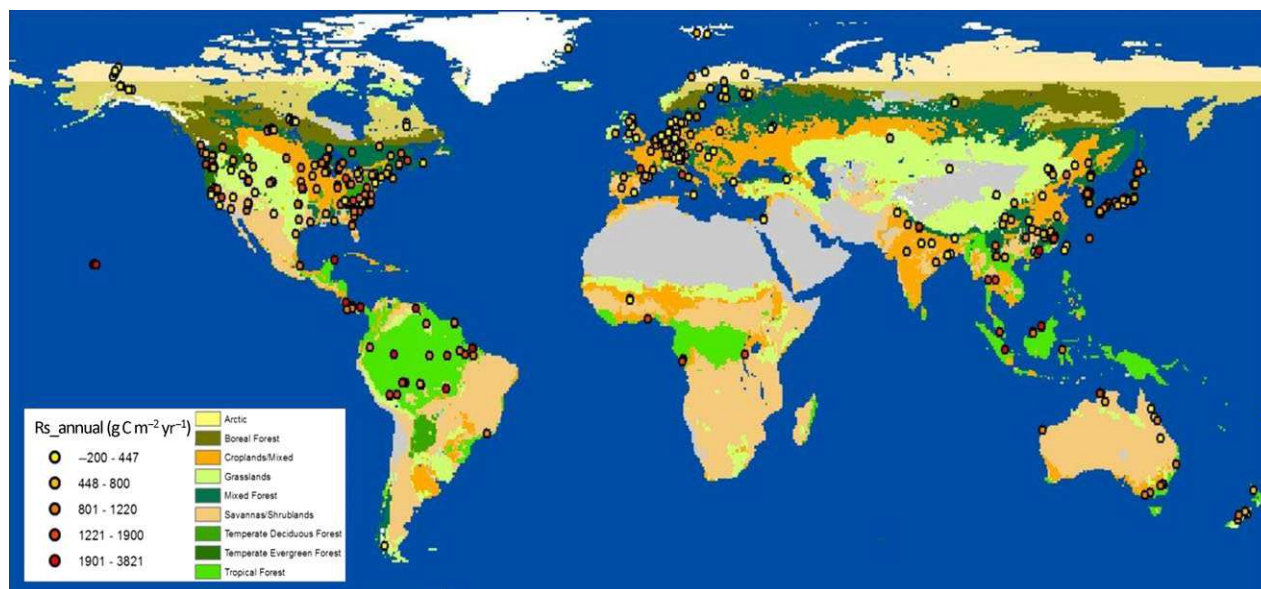 Rs_annual (g C m⁻² yr⁻¹)
–200 - 447
448 - 800
801 - 1220
1221 - 1900
1901 - 3821
Arctic
Boreal Forest
Croplands/Mixed
Grasslands
Mixed Forest
Savannas/Shrublands
Temperate Deciduous Forest
Temperate Evergreen Forest
Tropical Forest